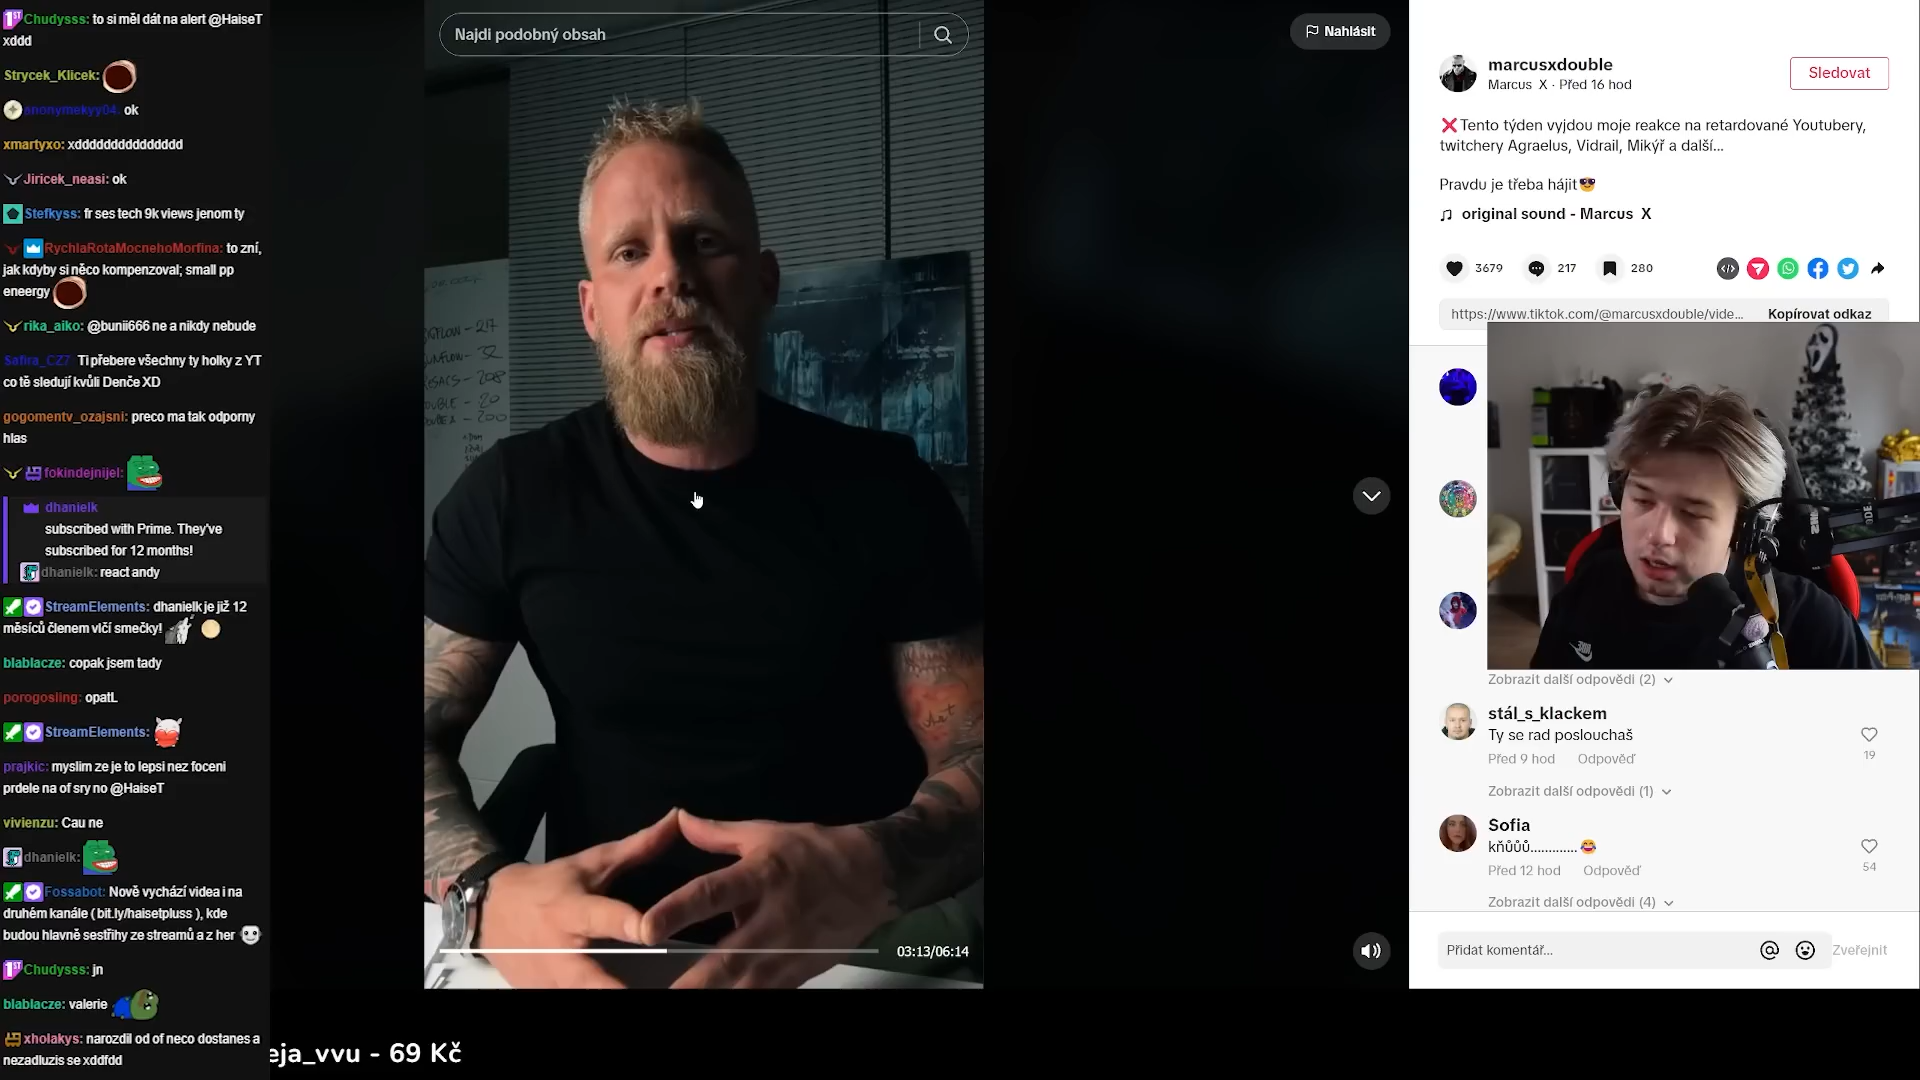 Chudysss: to si měl dát na alert @HaiseT
xddd
Strycek_Klicek:
anonymekyy04: ok
xmartyxo: xddddddddddddddd
Jiricek_neasi: ok
Stefkyss: fr ses tech 9k views jenom ty
RychlaRotaMocnehoMorfina: to zní,
jak kdyby si něco kompenzoval; small pp
eneergy
rika_aiko: @bunii666 ne a nikdy nebude
Safira_CZ7: Ti přebere všechny ty holky z YT
co tě sledují kvůli Denče XD
gogomentv_ozajsni: preco ma tak odporny
hlas
fokindejnijel:
dhanielk
subscribed with Prime. They've
subscribed for 12 months!
dhanielk: react andy
StreamElements: dhanielk je již 12
měsíců členem vlčí smečky!
blablacze: copak jsem tady
porogosling: opatL
StreamElements:
prajkic: myslim ze je to lepsi nez foceni
prdele na of sry no @HaiseT
vivienzu: Cau ne
dhanielk:
Fossabot: Nově vychází videa i na
druhém kanále ( bit.ly/haisetpluss ), kde
budou hlavně sestřihy ze streamů a z her
Chudysss: jn
blablacze: valerie
xholakys: narozdil od of neco dostanes a
nezadluzis se xddfdd
Najdi podobný obsah
Nahlásit
03:13/06:14
eja_vvu - 69 Kč
marcusxdouble
Marcus X · Před 16 hod
Sledovat
❌Tento týden vyjdou moje reakce na retardované Youtubery,
twitchery Agraelus, Vidrail, Mikýř a další...
Pravdu je třeba hájit😎
original sound - Marcus X
3679
217
280
https://www.tiktok.com/@marcusxdouble/vide...
Kopírovat odkaz
Zobrazit další odpovědi (2)
stál_s_klackem
Ty se rad posloucháš
Před 9 hod Odpověď
19
Zobrazit další odpovědi (1)
Sofia
kňůůů............. 😂
Před 12 hod Odpověď
54
Zobrazit další odpovědi (4)
Přidat komentář...
Zveřejnit